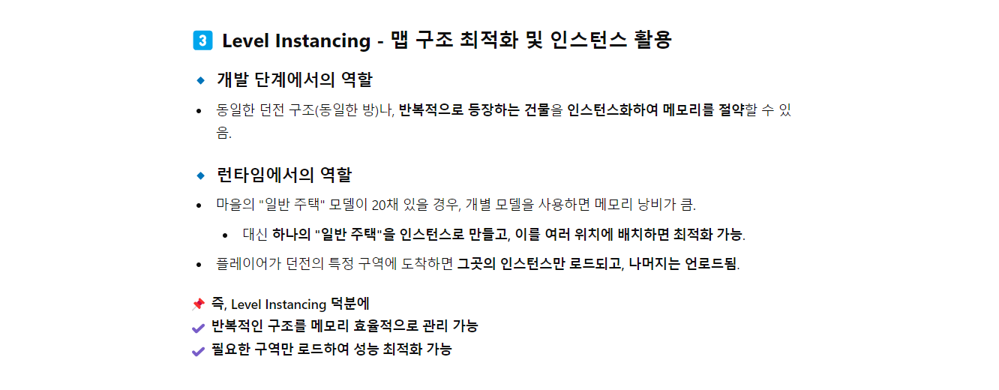 3 Level Instancing - 맵 구조 최적화 및 인스턴스 활용
개발 단계에서의 역할
동일한 던전 구조(동일한 방)나, 반복적으로 등장하는 건물을 인스턴스화하여 메모리를 절약할 수 있
음.
런타임에서의 역할
마을의 "일반 주택" 모델이 20채 있을 경우, 개별 모델을 사용하면 메모리 낭비가 큼.
대신 하나의 "일반 주택"을 인스턴스로 만들고, 이를 여러 위치에 배치하면 최적화 가능.
플레이어가 던전의 특정 구역에 도착하면 그곳의 인스턴스만 로드되고, 나머지는 언로드됨.
📌 즉, Level Instancing 덕분에
✔ 반복적인 구조를 메모리 효율적으로 관리 가능
✔ 필요한 구역만 로드하여 성능 최적화 가능